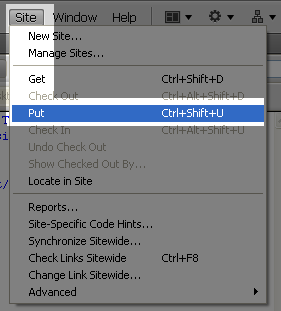 Site Window Help
New Site...
Manage Sites...
Get Ctrl+Shift+D
Check Out Ctrl+Alt+Shift+D
Put Ctrl+Shift+U
Check In Ctrl+Alt+Shift+U
Undo Check Out
Show Checked Out By...
Locate in Site
Reports...
Site-Specific Code Hints...
Synchronize Sitewide...
Check Links Sitewide Ctrl+F8
Change Link Sitewide...
Advanced